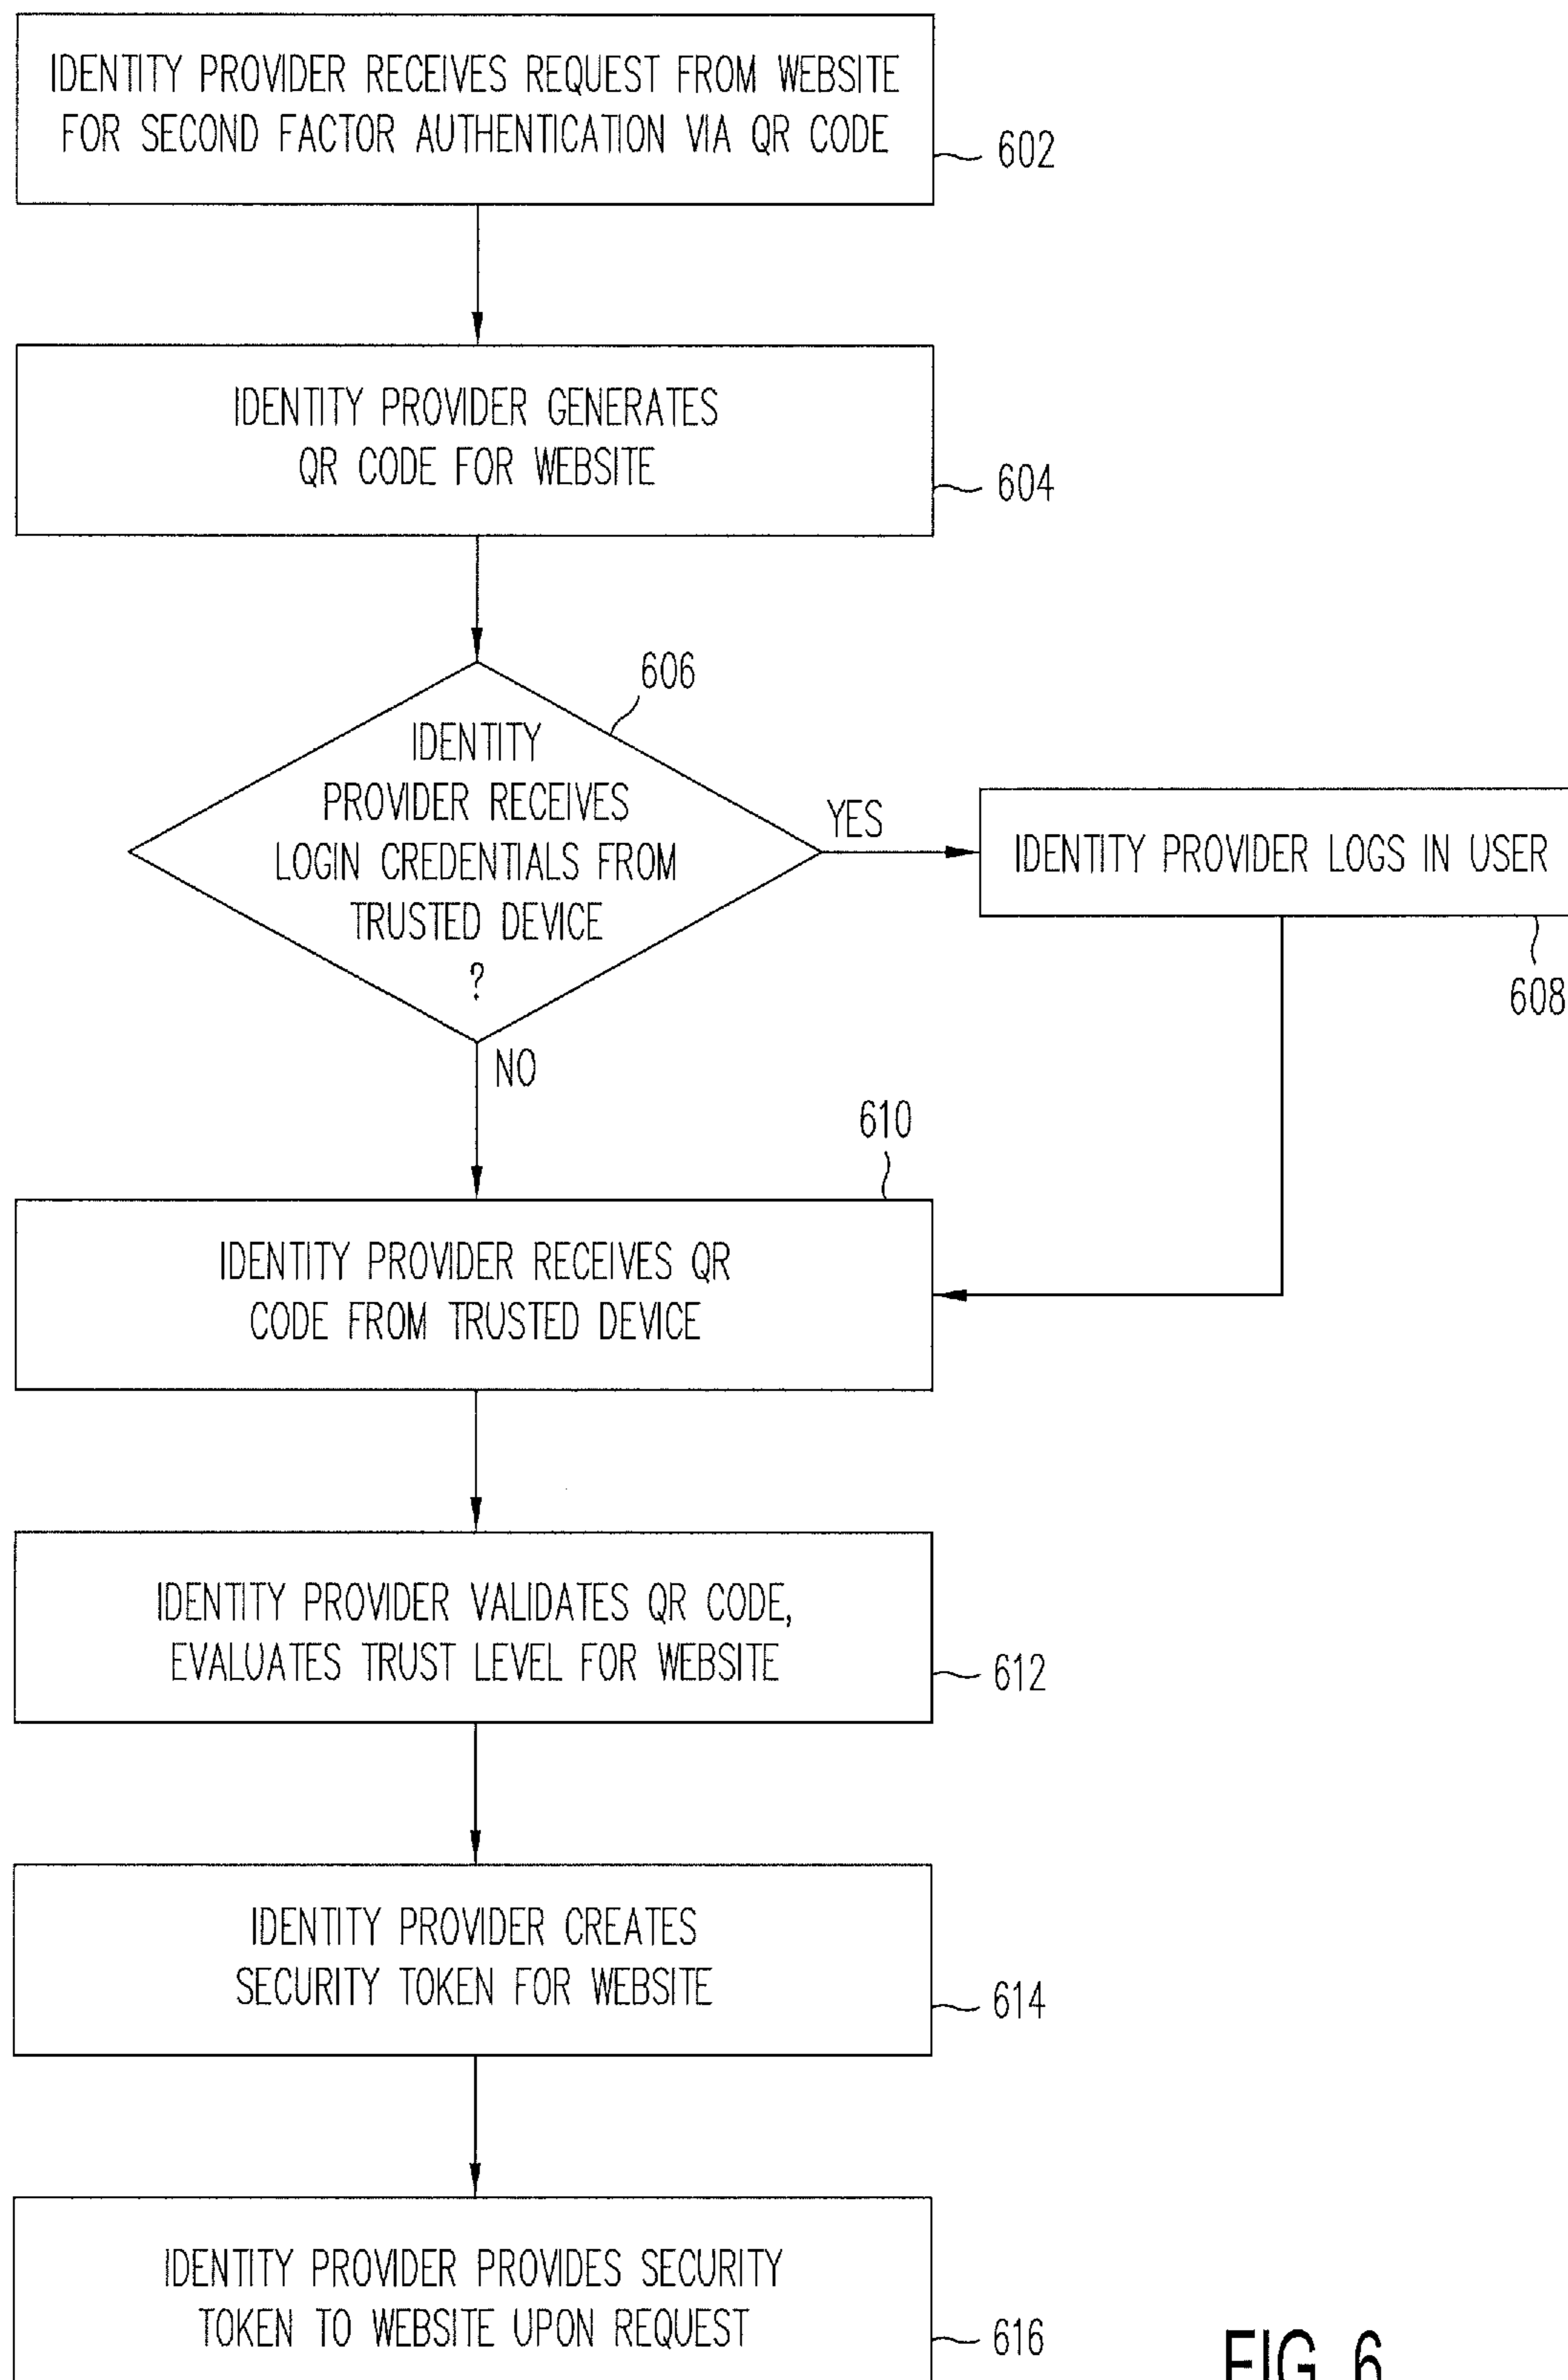 IDENTITY PROVIDER RECEIVES REQUEST FROM WEBSITE
FOR SECOND FACTOR AUTHENTICATION VIA QR CODE
602
IDENTITY PROVIDER GENERATES
QR CODE FOR WEBSITE
604
606
IDENTITY
PROVIDER RECEIVES
LOGIN CREDENTIALS FROM
TRUSTED DEVICE
?
YES
IDENTITY PROVIDER LOGS IN USER
608
NO
610
IDENTITY PROVIDER RECEIVES QR
CODE FROM TRUSTED DEVICE
IDENTITY PROVIDER VALIDATES QR CODE,
EVALUATES TRUST LEVEL FOR WEBSITE
612
IDENTITY PROVIDER CREATES
SECURITY TOKEN FOR WEBSITE
614
IDENTITY PROVIDER PROVIDES SECURITY
TOKEN TO WEBSITE UPON REQUEST
616
FIG. 6